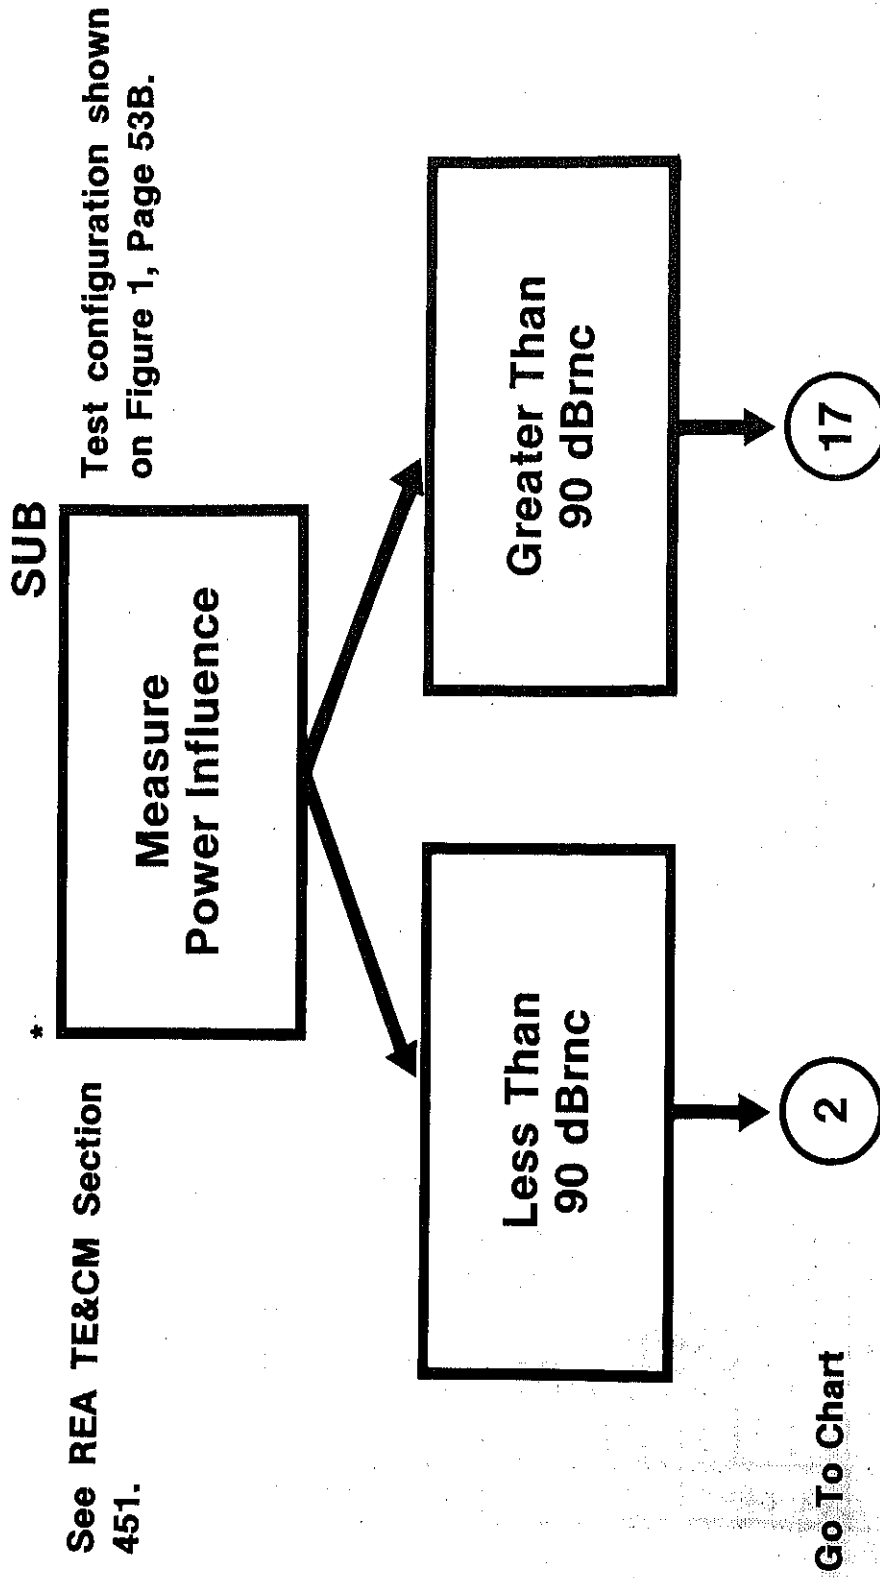 SUB
*
See REA TE&CM Section
451.
Measure
Power Influence
Test configuration shown
on Figure 1, Page 53B.
Less Than
90 dBrnc
Greater Than
90 dBrnc
Go To Chart
2
17